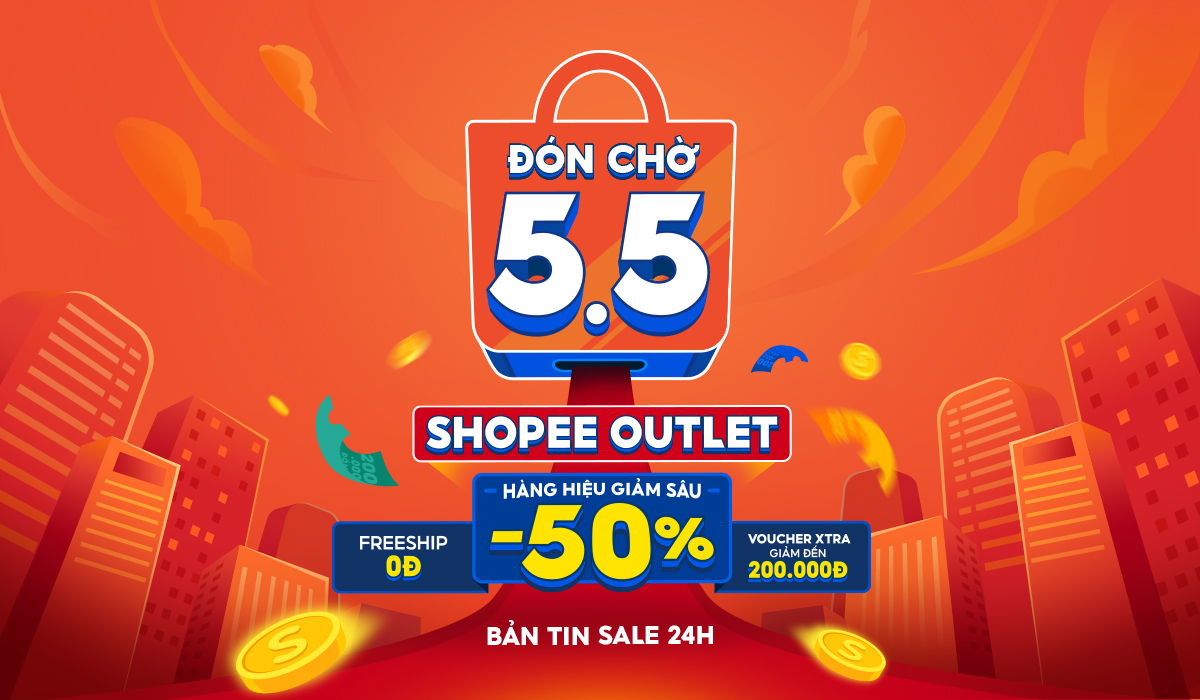 ĐÓN CHỜ
5.5
SHOPEE OUTLET
HÀNG HIỆU GIẢM SÂU
-50%
FREESHIP
0Đ
VOUCHER XTRA
GIẢM ĐẾN
200.000Đ
BẢN TIN SALE 24H